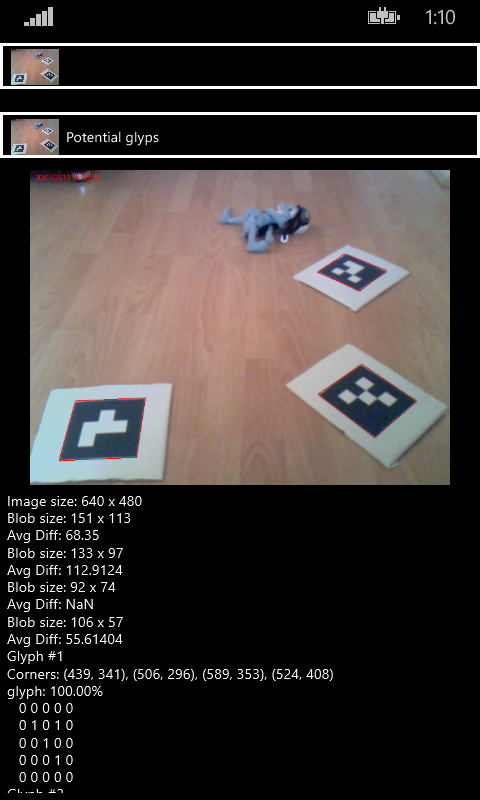 1:10
Potential glyps
Image size: 640 x 480
Blob size: 151 x 113
Avg Diff: 68.35
Blob size: 133 x 97
Avg Diff: 112.9124
Blob size: 92 x 74
Avg Diff: NaN
Blob size: 106 x 57
Avg Diff: 55.61404
Glyph #1
Corners: (439, 341), (506, 296), (589, 353), (524, 408)
glyph: 100.00%
0 0 0 0 0
0 1 0 1 0
0 0 1 0 0
0 0 0 1 0
0 0 0 0 0